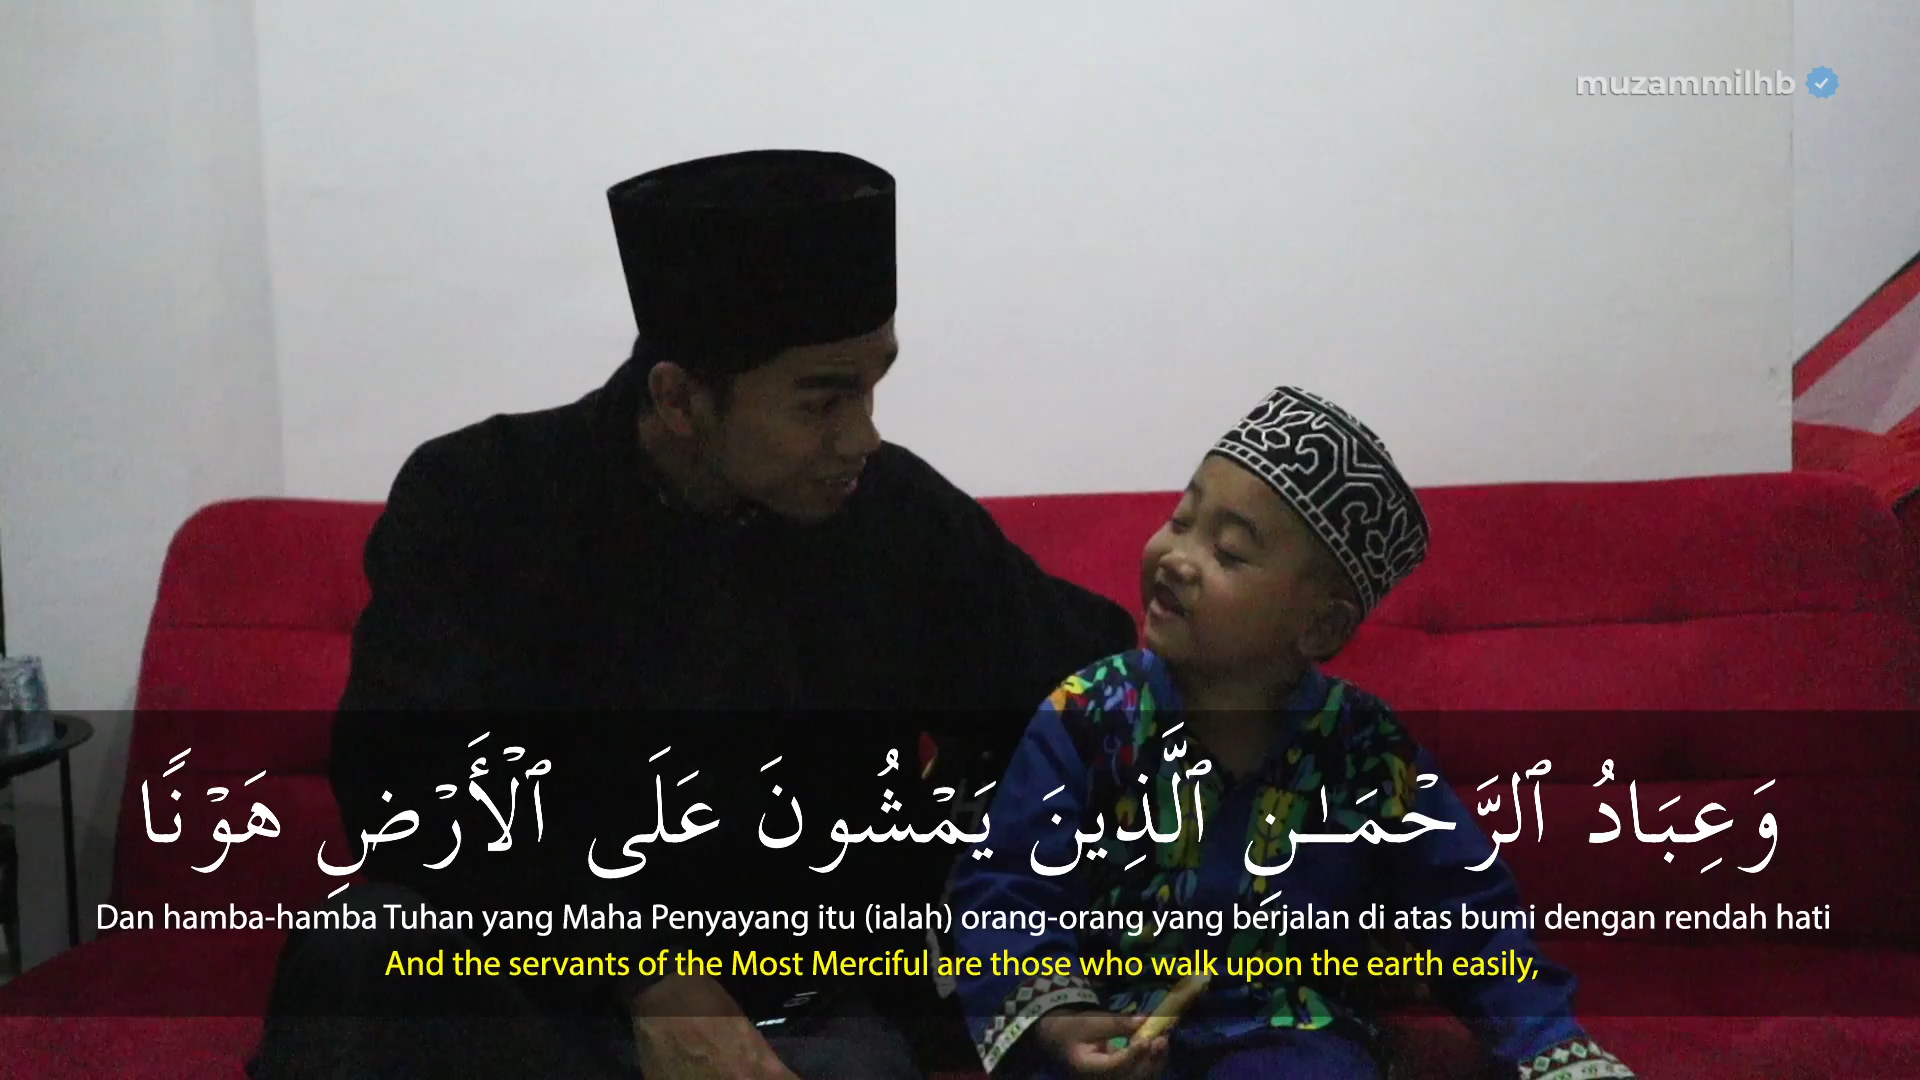 muzammilhb
وَعِبَادُ ٱلرَّحْمَـٰنِ ٱلَّذِينَ يَمْشُونَ عَلَى ٱلْأَرْضِ هَوْنًا
Dan hamba-hamba Tuhan yang Maha Penyayang itu (ialah) orang-orang yang berjalan di atas bumi dengan rendah hati
And the servants of the Most Merciful are those who walk upon the earth easily,